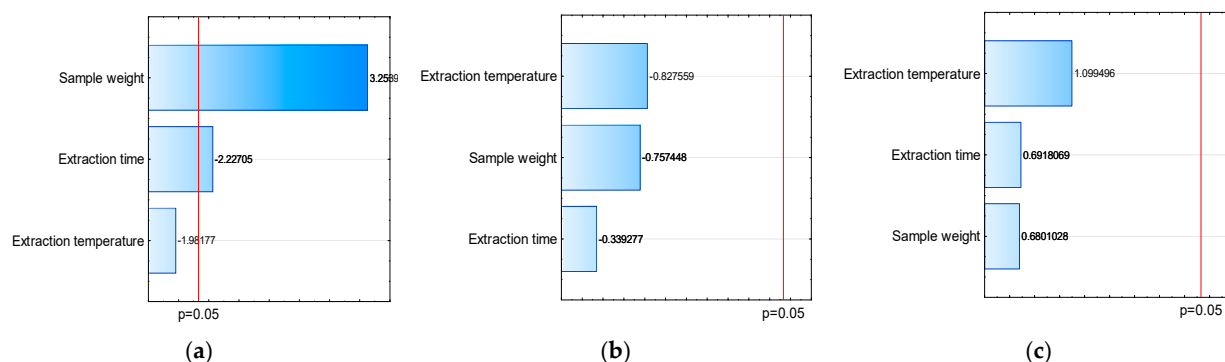 Sample weight
Extraction time
-2.22705
Extraction temperature
-1.98177
p=0.05
(a)
Extraction temperature
-0.827559
Sample weight
-0.757448
Extraction time
-0.339277
p=0.05
(b)
Extraction temperature
1.099496
Extraction time
0.6918069
Sample weight
0.6801028
p=0.05
(c)